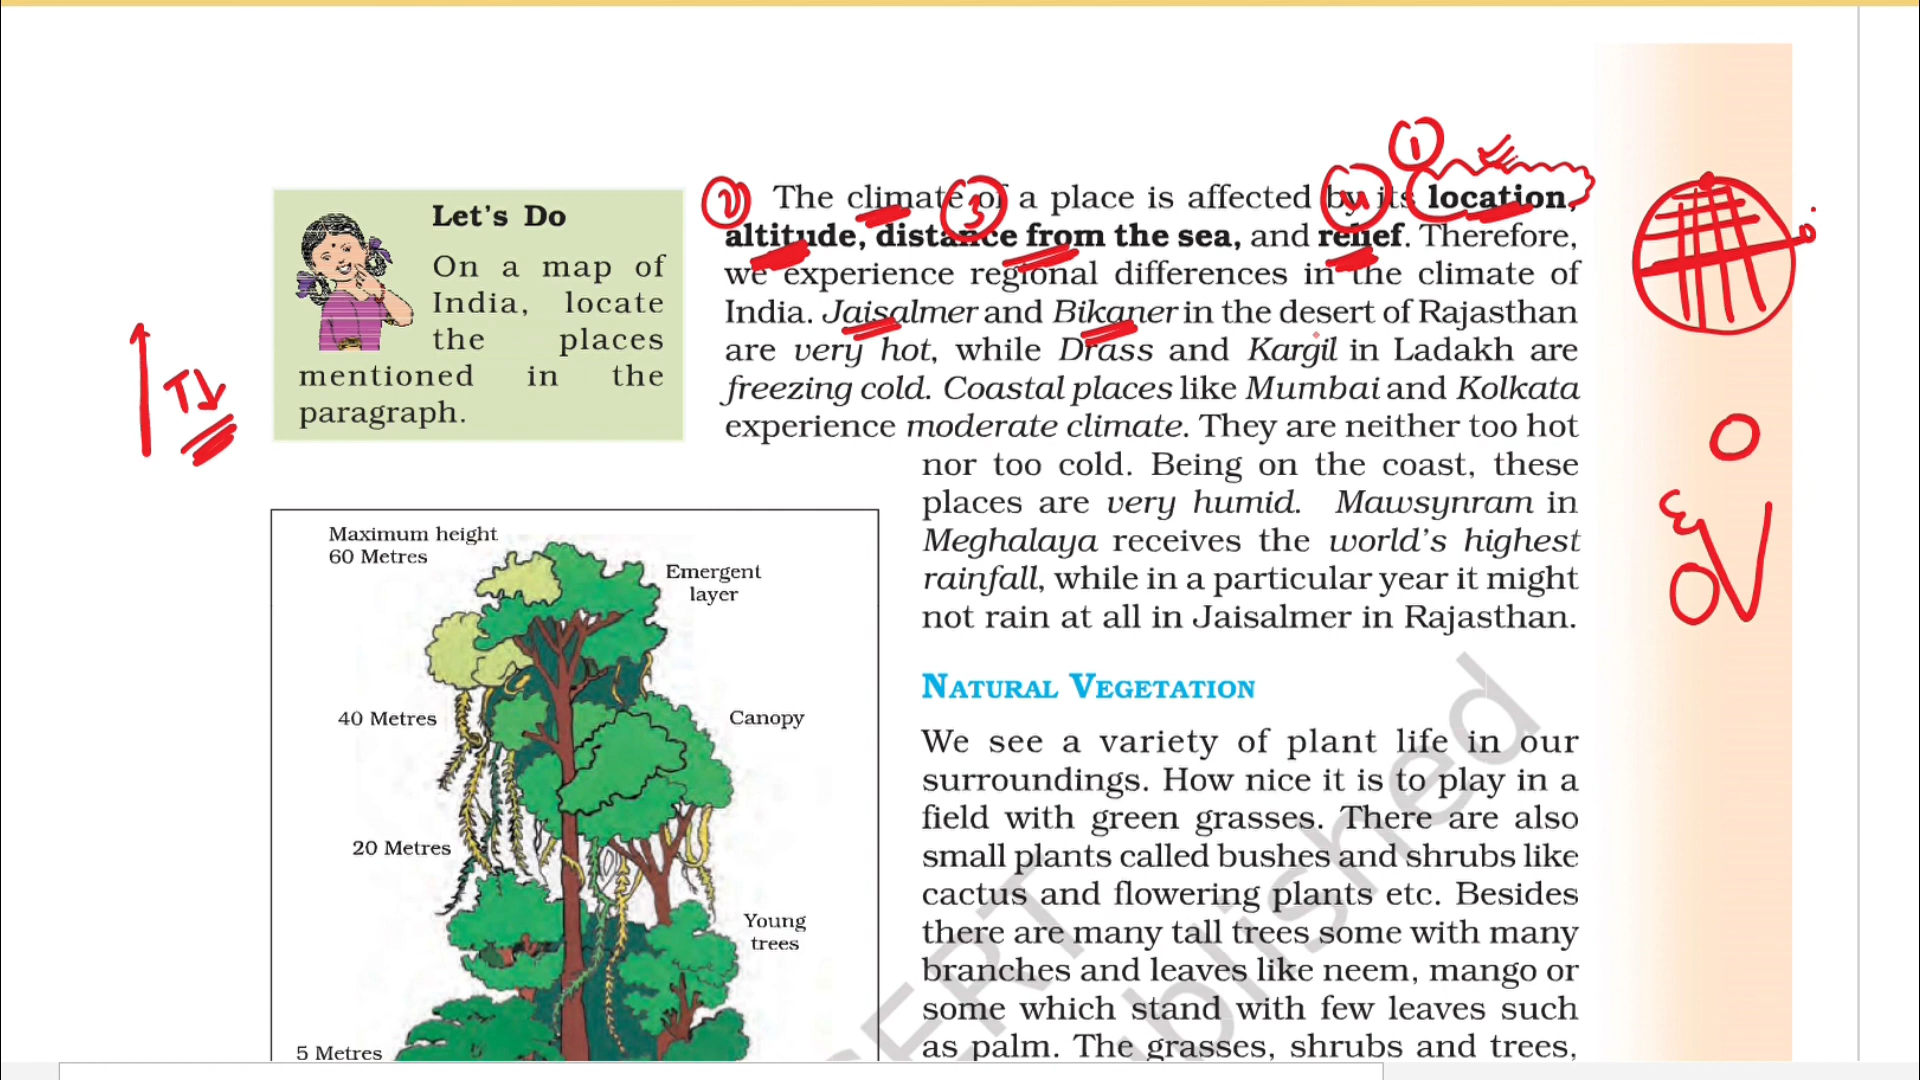 Let's Do
On a map of
India, locate
the places
mentioned in the
paragraph.
The climate of a place is affected by its location,
altitude, distance from the sea, and relief. Therefore,
we experience regional differences in the climate of
India. Jaisalmer and Bikaner in the desert of Rajasthan
are very hot, while Drass and Kargil in Ladakh are
freezing cold. Coastal places like Mumbai and Kolkata
experience moderate climate. They are neither too hot
nor too cold. Being on the coast, these
places are very humid. Mawsynram in
Meghalaya receives the world's highest
rainfall, while in a particular year it might
not rain at all in Jaisalmer in Rajasthan.
1
2
3
4
T↓
0°
Maximum height
60 Metres
Emergent
layer
40 Metres
Canopy
20 Metres
Young
trees
5 Metres
NATURAL VEGETATION
We see a variety of plant life in our
surroundings. How nice it is to play in a
field with green grasses. There are also
small plants called bushes and shrubs like
cactus and flowering plants etc. Besides
there are many tall trees some with many
branches and leaves like neem, mango or
some which stand with few leaves such
as palm. The grasses, shrubs and trees,